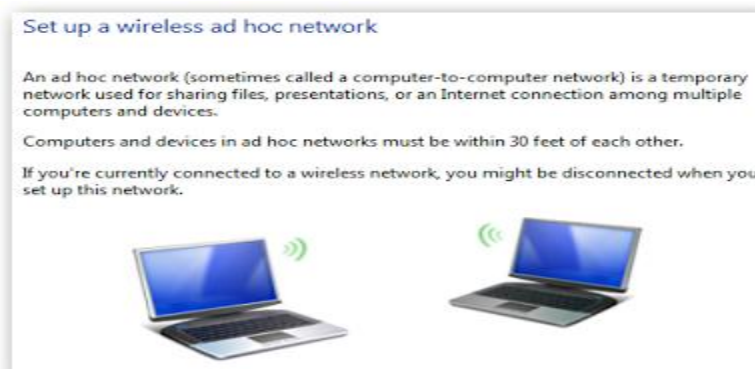 Set up a wireless ad hoc network
An ad hoc network (sometimes called a computer-to-computer network) is a temporary
network used for sharing files, presentations, or an Internet connection among multiple
computers and devices.
Computers and devices in ad hoc networks must be within 30 feet of each other.
If you're currently connected to a wireless network, you might be disconnected when you
set up this network.